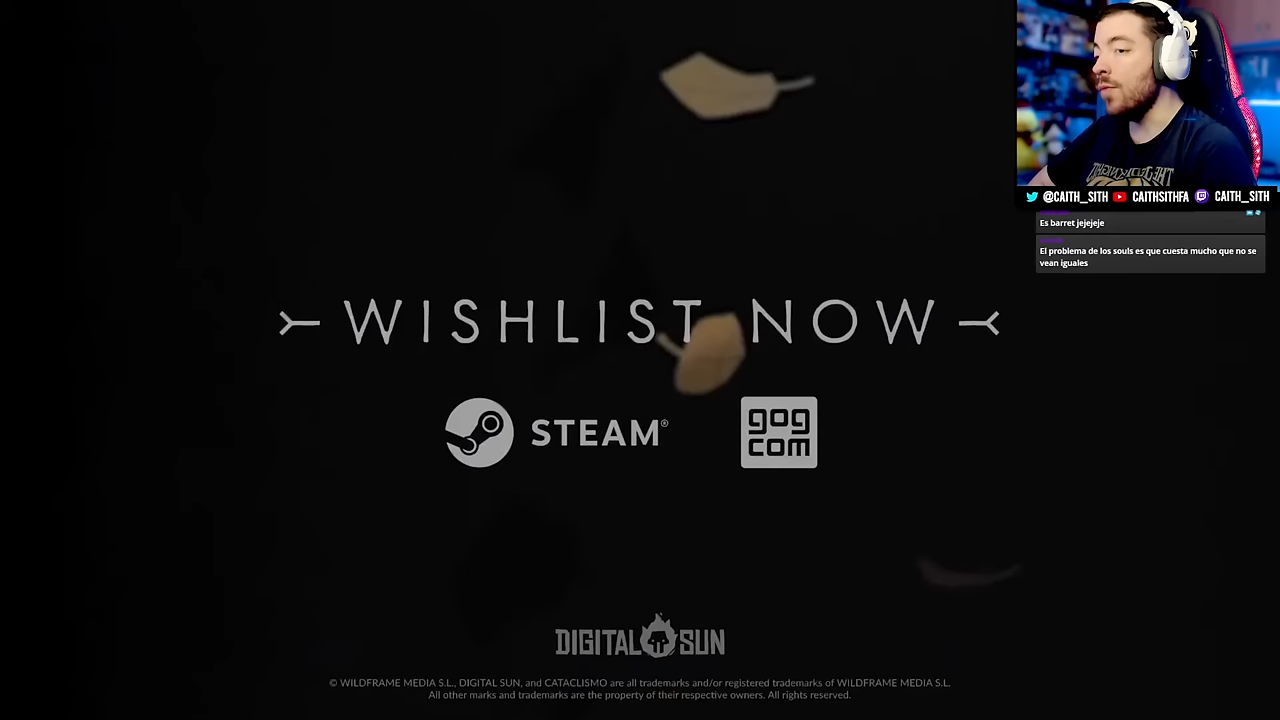 @CAITH_SITH CAITHSITHFA CAITH_SITH
Es barret jejejeje
El problema de los souls es que cuesta mucho que no se
vean iguales
WISHLIST NOW
STEAM®
gog
com
DIGITAL SUN
© WILDFRAME MEDIA S.L., DIGITAL SUN, and CATACLISMO are all trademarks and/or registered trademarks of WILDFRAME MEDIA S.L.
All other marks and trademarks are the property of their respective owners. All rights reserved.